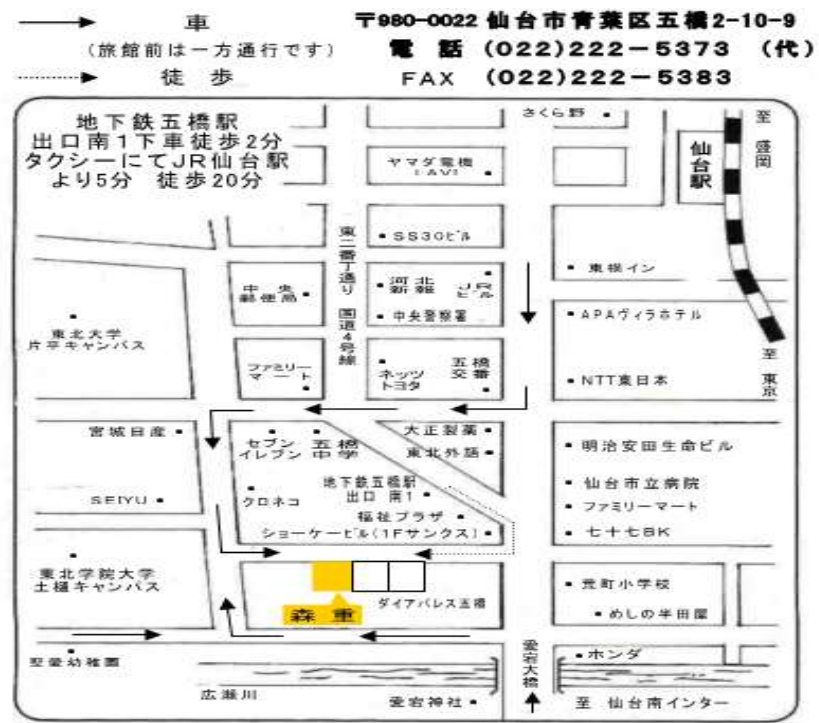 車
〒980-0022 仙台市青葉区五橋2-10-9
(旅館前は一方通行です)
電 話 (022)222-5373 (代)
徒 歩
FAX (022)222-5383
地下鉄五橋駅
出口南1下車徒歩2分
タクシーにてJR仙台駅
より5分 徒歩20分
さくら野
至 盛岡
仙台駅
ヤマダ電機
LAVI
東二番丁通り 国道4号線
SS30ビル
東横イン
中央
郵便局
河北
新報
JR
ビル
中央警察署
APAヴィラホテル
東北大学
片平キャンパス
ファミリー
マート
ネッツ
トヨタ
五橋
交番
NTT東日本
至 東京
宮城日産
セブン
イレブン
五橋
中学
大正製薬
東北外語
明治安田生命ビル
SEIYU
クロネコ
地下鉄五橋駅
出口 南1
仙台市立病院
福祉プラザ
ファミリーマート
ショーケービル(1Fサンクス)
七十七BK
東北学院大学
土樋キャンパス
森 重
ダイアパレス五橋
荒町小学校
めしの半田屋
聖愛幼稚園
愛宕大橋
ホンダ
広瀬川
愛宕神社
至 仙台南インター